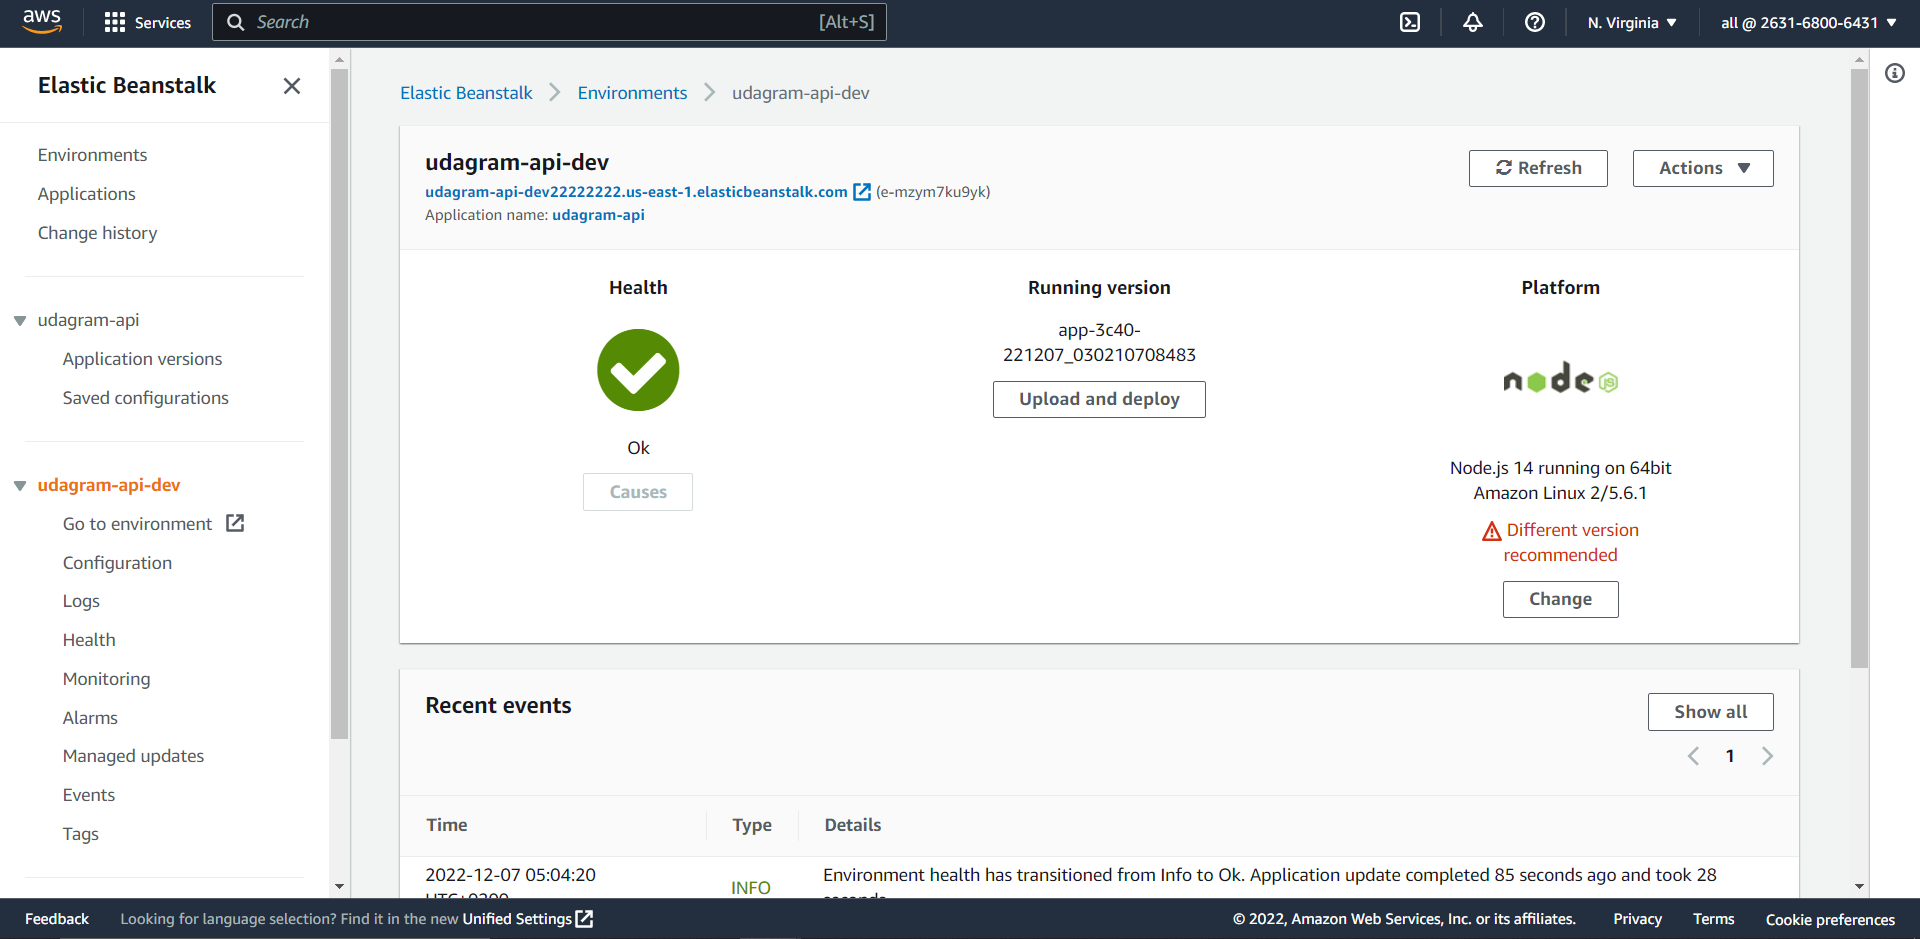 aws
Services
Search
[Alt+S]
N. Virginia
all @ 2631-6800-6431
Elastic Beanstalk
Environments
Applications
Change history
udagram-api
Application versions
Saved configurations
udagram-api-dev
Go to environment
Configuration
Logs
Health
Monitoring
Alarms
Managed updates
Events
Tags
Elastic Beanstalk
Environments
udagram-api-dev
udagram-api-dev
udagram-api-dev22222222.us-east-1.elasticbeanstalk.com (e-mzym7ku9yk)
Application name: udagram-api
Refresh
Actions
Health
Ok
Causes
Running version
app-3c40-
221207_030210708483
Upload and deploy
Platform
node
JS
Node.js 14 running on 64bit
Amazon Linux 2/5.6.1
Different version
recommended
Change
Recent events
Show all
1
Time
Type
Details
2022-12-07 05:04:20
UTC+0200
INFO
Environment health has transitioned from Info to Ok. Application update completed 85 seconds ago and took 28
seconds.
Feedback
Looking for language selection? Find it in the new Unified Settings
© 2022, Amazon Web Services, Inc. or its affiliates.
Privacy
Terms
Cookie preferences